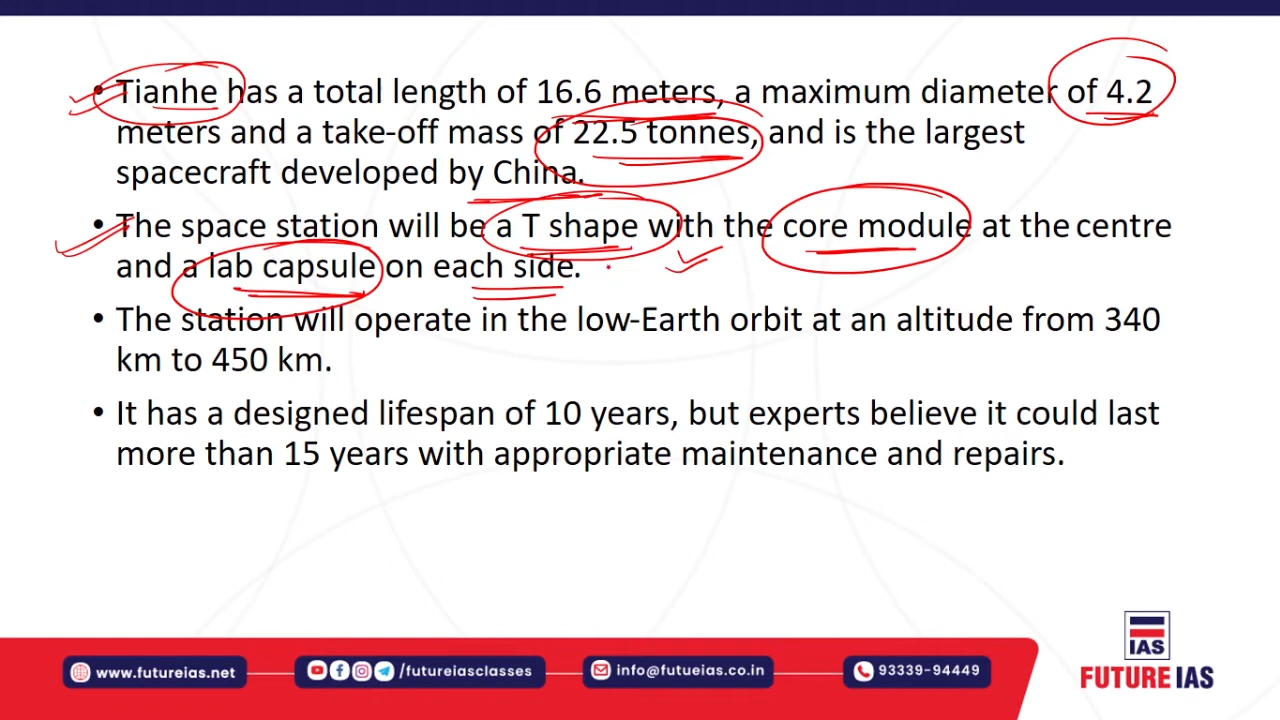 • Tianhe has a total length of 16.6 meters, a maximum diameter of 4.2
meters and a take-off mass of 22.5 tonnes, and is the largest
spacecraft developed by China.
• The space station will be a T shape with the core module at the centre
and a lab capsule on each side.
• The station will operate in the low-Earth orbit at an altitude from 340
km to 450 km.
• It has a designed lifespan of 10 years, but experts believe it could last
more than 15 years with appropriate maintenance and repairs.
IAS
www.futureias.net
/futureiasclasses
info@futueias.co.in
93339-94449
FUTURE IAS